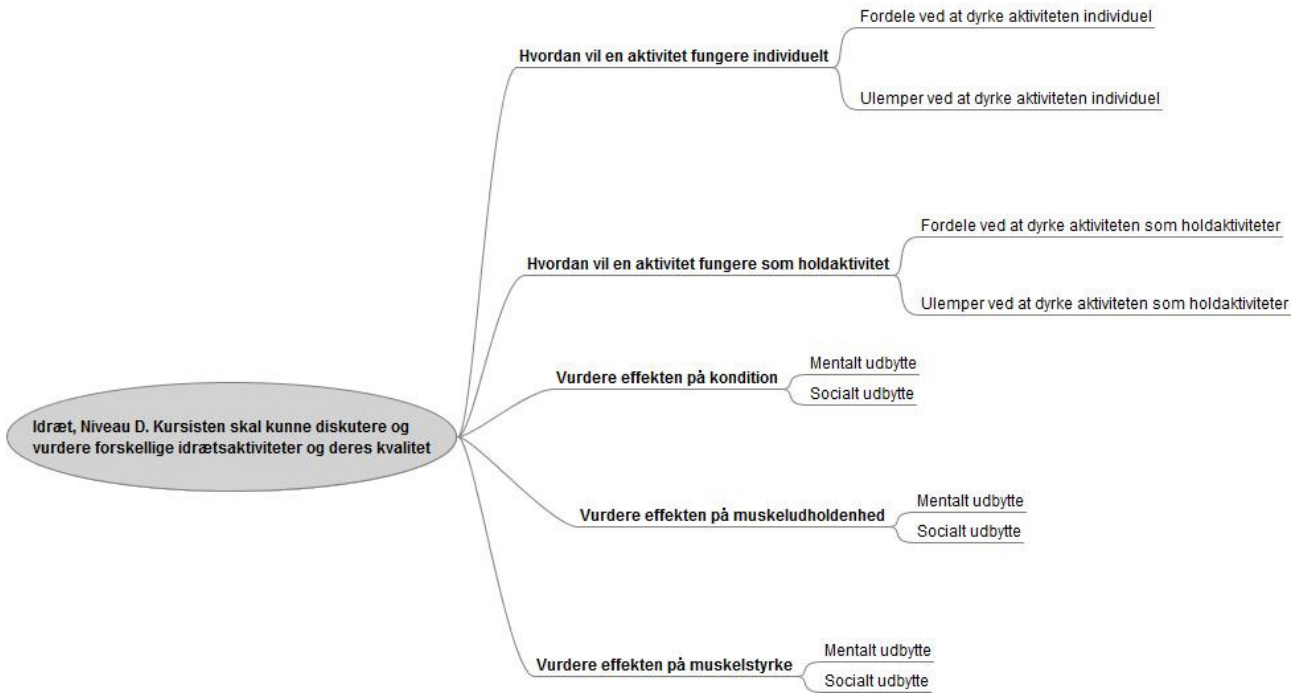 Idræt, Niveau D. Kursisten skal kunne diskutere og
vurdere forskellige idrætsaktiviteter og deres kvalitet
Hvordan vil en aktivitet fungere individuelt
Fordele ved at dyrke aktiviteten individuel
Ulemper ved at dyrke aktiviteten individuel
Hvordan vil en aktivitet fungere som holdaktivitet
Fordele ved at dyrke aktiviteten som holdaktiviteter
Ulemper ved at dyrke aktiviteten som holdaktiviteter
Vurdere effekten på kondition
Mentalt udbytte
Socialt udbytte
Vurdere effekten på muskeludholdenhed
Mentalt udbytte
Socialt udbytte
Vurdere effekten på muskelstyrke
Mentalt udbytte
Socialt udbytte